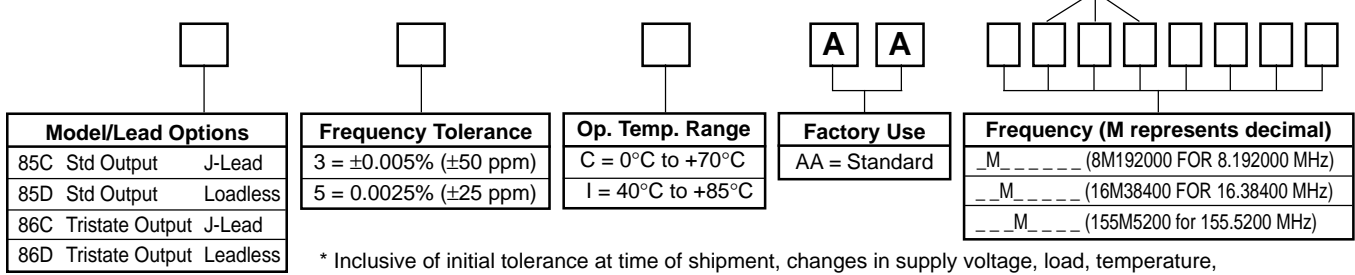 A A
Model/Lead Options
85C Std Output J-Lead
85D Std Output Loadless
86C Tristate Output J-Lead
86D Tristate Output Leadless
Frequency Tolerance
3 = ±0.005% (±50 ppm)
5 = 0.0025% (±25 ppm)
Op. Temp. Range
C = 0°C to +70°C
I = 40°C to +85°C
Factory Use
AA = Standard
Frequency (M represents decimal)
_M_ _ _ _ _ _ (8M192000 FOR 8.192000 MHz)
_ _M_ _ _ _ _ (16M38400 FOR 16.38400 MHz)
_ _ _M_ _ _ _ (155M5200 for 155.5200 MHz)
* Inclusive of initial tolerance at time of shipment, changes in supply voltage, load, temperature,